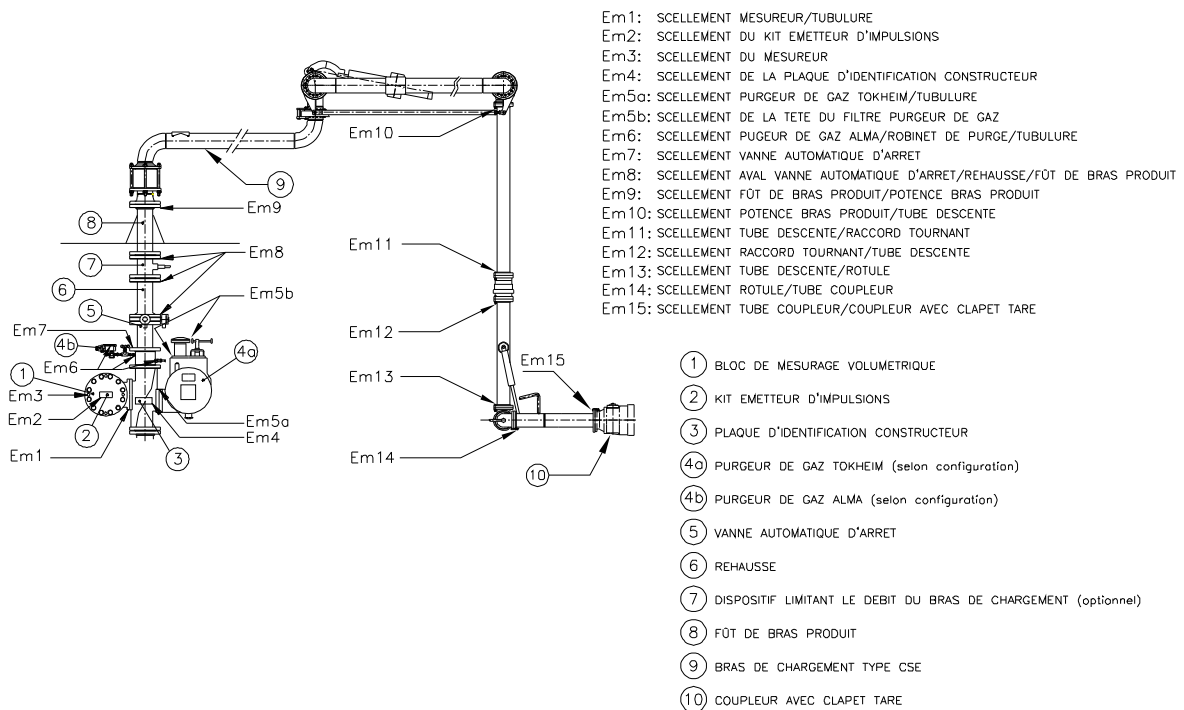 Em1: SCELLEMENT MESUREUR/TUBULURE
Em2: SCELLEMENT DU KIT EMETTEUR D'IMPULSIONS
Em3: SCELLEMENT DU MESUREUR
Em4: SCELLEMENT DE LA PLAQUE D'IDENTIFICATION CONSTRUCTEUR
Em5a: SCELLEMENT PURGEUR DE GAZ TOKHEIM/TUBULURE
Em5b: SCELLEMENT DE LA TETE DU FILTRE PURGEUR DE GAZ
Em6: SCELLEMENT PUGEUR DE GAZ ALMA/ROBINET DE PURGE/TUBULURE
Em7: SCELLEMENT VANNE AUTOMATIQUE D'ARRET
Em8: SCELLEMENT AVAL VANNE AUTOMATIQUE D'ARRET/REHAUSSE/FÛT DE BRAS PRODUIT
Em9: SCELLEMENT FÛT DE BRAS PRODUIT/POTENCE BRAS PRODUIT
Em10: SCELLEMENT POTENCE BRAS PRODUIT/TUBE DESCENTE
Em11: SCELLEMENT TUBE DESCENTE/RACCORD TOURNANT
Em12: SCELLEMENT RACCORD TOURNANT/TUBE DESCENTE
Em13: SCELLEMENT TUBE DESCENTE/ROTULE
Em14: SCELLEMENT ROTULE/TUBE COUPLEUR
Em15: SCELLEMENT TUBE COUPLEUR/COUPLEUR AVEC CLAPET TARE
Em10
9
Em9
8
Em8
Em11
7
6
Em5b
5
Em7
Em12
4b
4a
Em6
Em15
1
Em3
Em13
Em2
Em5a
2
Em4
Em1
3
Em14
10
1 BLOC DE MESURAGE VOLUMETRIQUE
2 KIT EMETTEUR D'IMPULSIONS
3 PLAQUE D'IDENTIFICATION CONSTRUCTEUR
4a PURGEUR DE GAZ TOKHEIM (selon configuration)
4b PURGEUR DE GAZ ALMA (selon configuration)
5 VANNE AUTOMATIQUE D'ARRET
6 REHAUSSE
7 DISPOSITIF LIMITANT LE DEBIT DU BRAS DE CHARGEMENT (optionnel)
8 FÛT DE BRAS PRODUIT
9 BRAS DE CHARGEMENT TYPE CSE
10 COUPLEUR AVEC CLAPET TARE